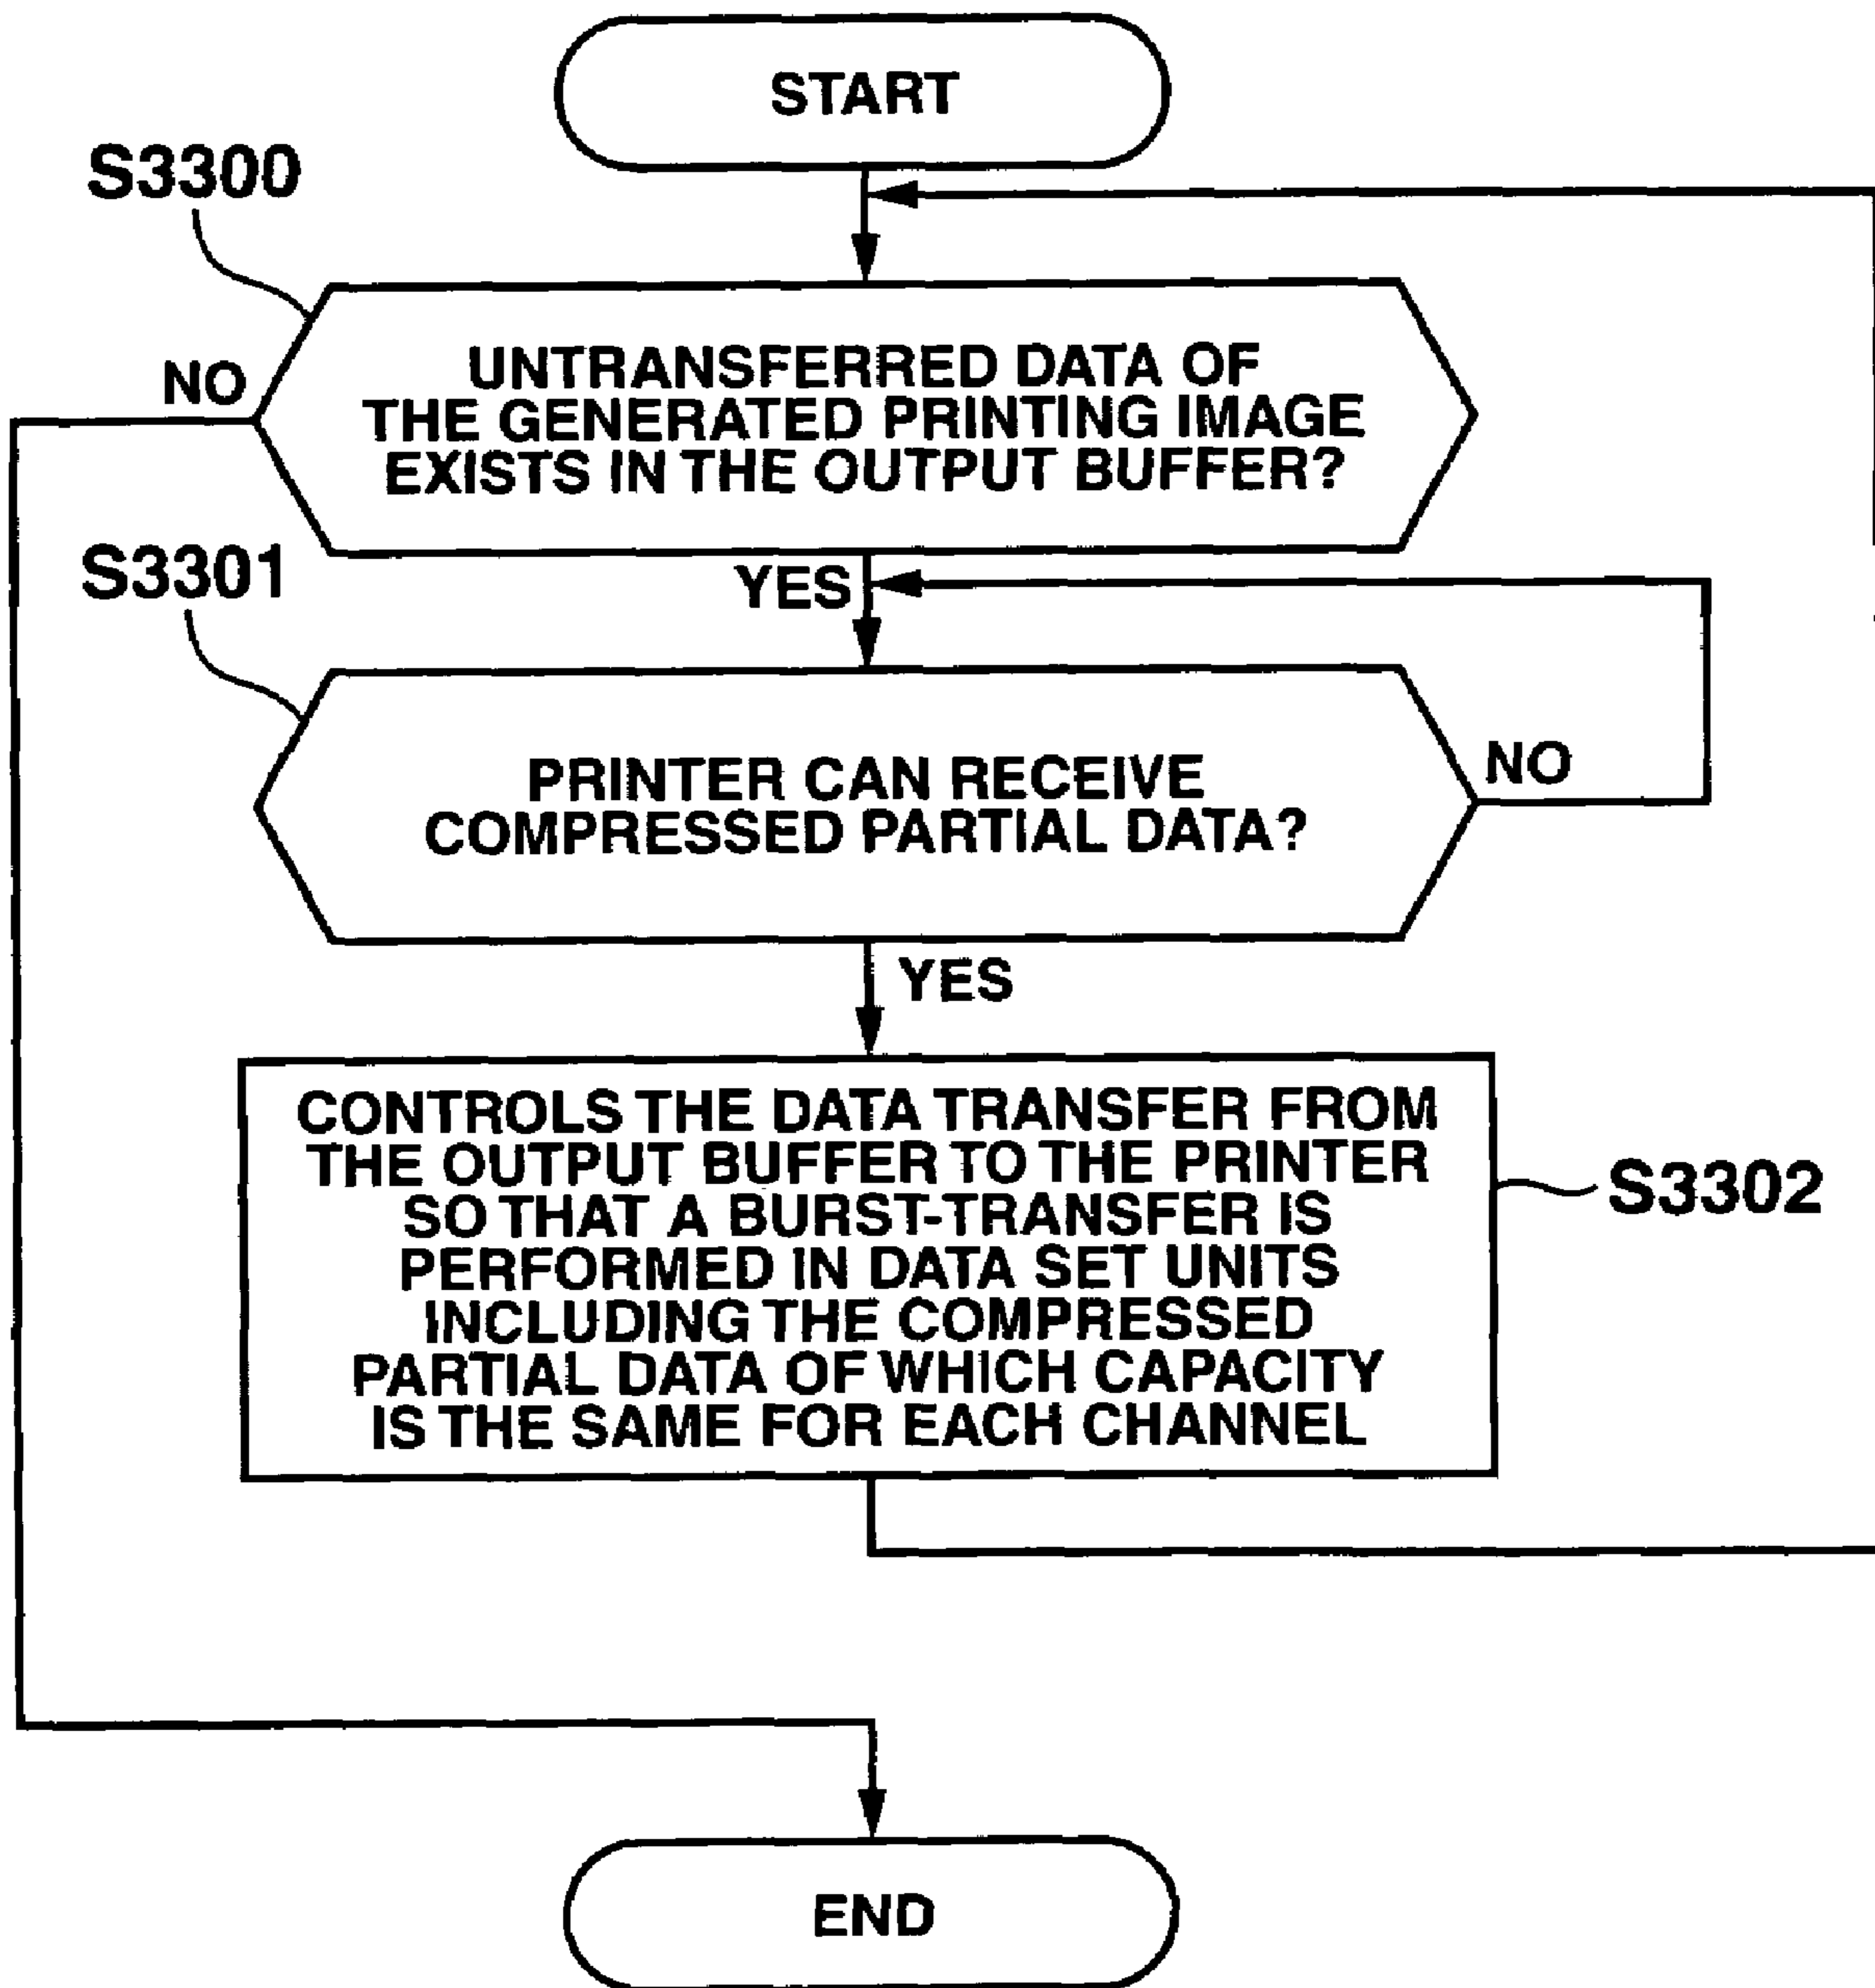 START
S3300
NO
UNTRANSFERRED DATA OF
THE GENERATED PRINTING IMAGE
EXISTS IN THE OUTPUT BUFFER?
S3301
YES
PRINTER CAN RECEIVE
COMPRESSED PARTIAL DATA?
NO
YES
CONTROLS THE DATA TRANSFER FROM
THE OUTPUT BUFFER TO THE PRINTER
SO THAT A BURST-TRANSFER IS
PERFORMED IN DATA SET UNITS
INCLUDING THE COMPRESSED
PARTIAL DATA OF WHICH CAPACITY
IS THE SAME FOR EACH CHANNEL
S3302
END